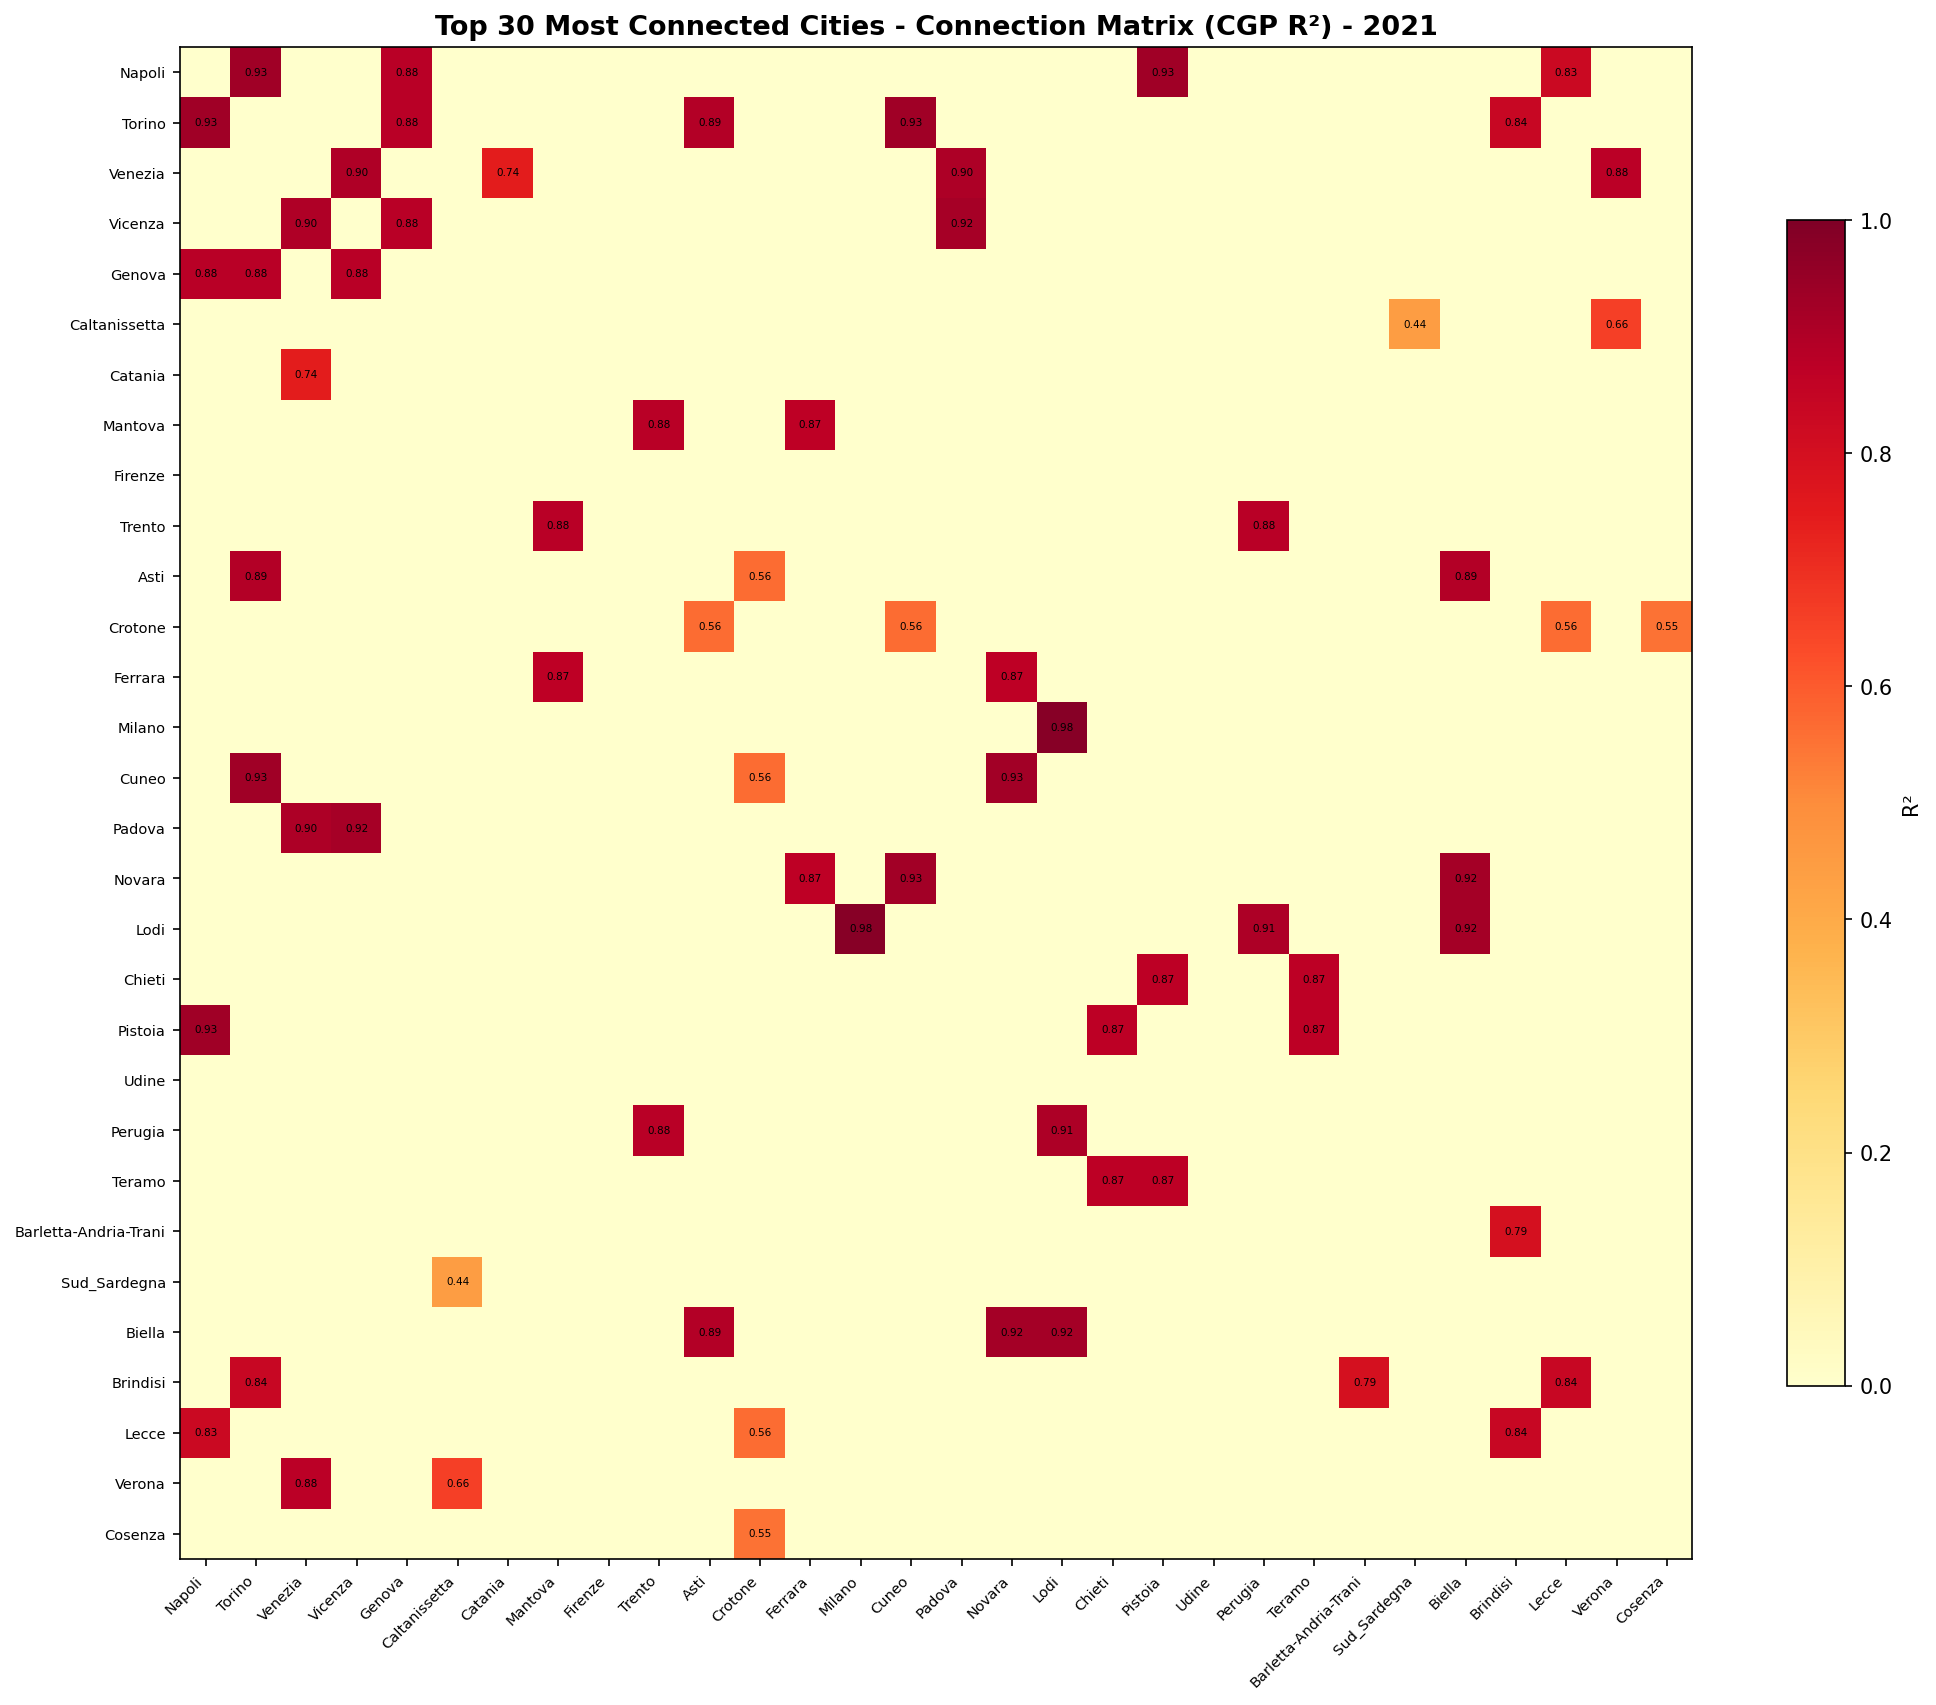 Top 30 Most Connected Cities - Connection Matrix (CGP R²) - 2021
Napoli 0.93 0.88 0.93 0.83
Torino 0.93 0.88 0.89 0.93 0.84
Venezia 0.90 0.74 0.90 0.88
Vicenza 0.90 0.88 0.92
Genova 0.88 0.88 0.88
Caltanissetta 0.44 0.66
Catania 0.74
Mantova 0.88 0.87
Firenze
Trento 0.88 0.88
Asti 0.89 0.56 0.89
Crotone 0.56 0.56 0.56 0.55
Ferrara 0.87 0.87
Milano 0.98
Cuneo 0.93 0.56 0.93
Padova 0.90 0.92
Novara 0.87 0.93 0.92
Lodi 0.98 0.91 0.92
Chieti 0.87 0.87
Pistoia 0.93 0.87 0.87
Udine
Perugia 0.88 0.91
Teramo 0.87 0.87
Barletta-Andria-Trani 0.79
Sud_Sardegna 0.44
Biella 0.89 0.92 0.92
Brindisi 0.84 0.79 0.84
Lecce 0.83 0.56 0.84
Verona 0.88 0.66
Cosenza 0.55
Napoli
Torino
Venezia
Vicenza
Genova
Caltanissetta
Catania
Mantova
Firenze
Trento
Asti
Crotone
Ferrara
Milano
Cuneo
Padova
Novara
Lodi
Chieti
Pistoia
Udine
Perugia
Teramo
Barletta-Andria-Trani
Sud_Sardegna
Biella
Brindisi
Lecce
Verona
Cosenza
1.0
0.8
0.6
0.4
0.2
0.0
R²